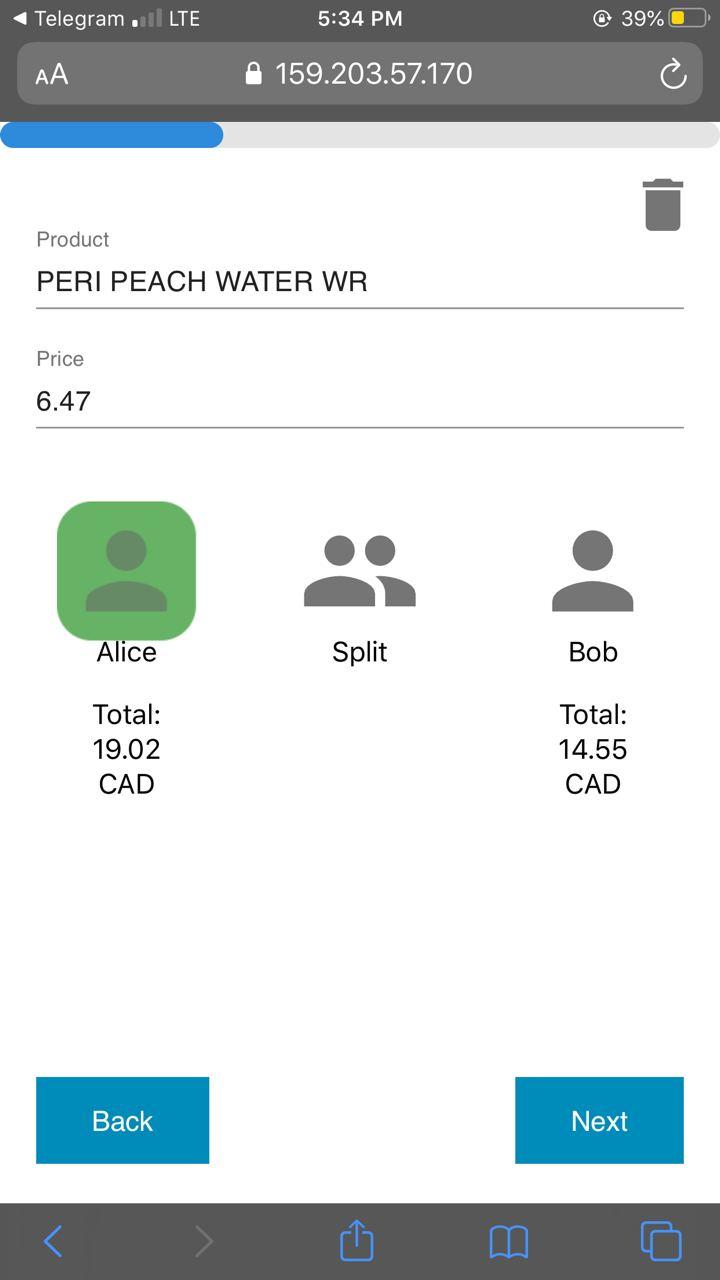 Telegram LTE 5:34 PM 39%
AA 159.203.57.170
Product
PERI PEACH WATER WR
Price
6.47
Alice Split Bob
Total: Total:
19.02 14.55
CAD CAD
Back Next